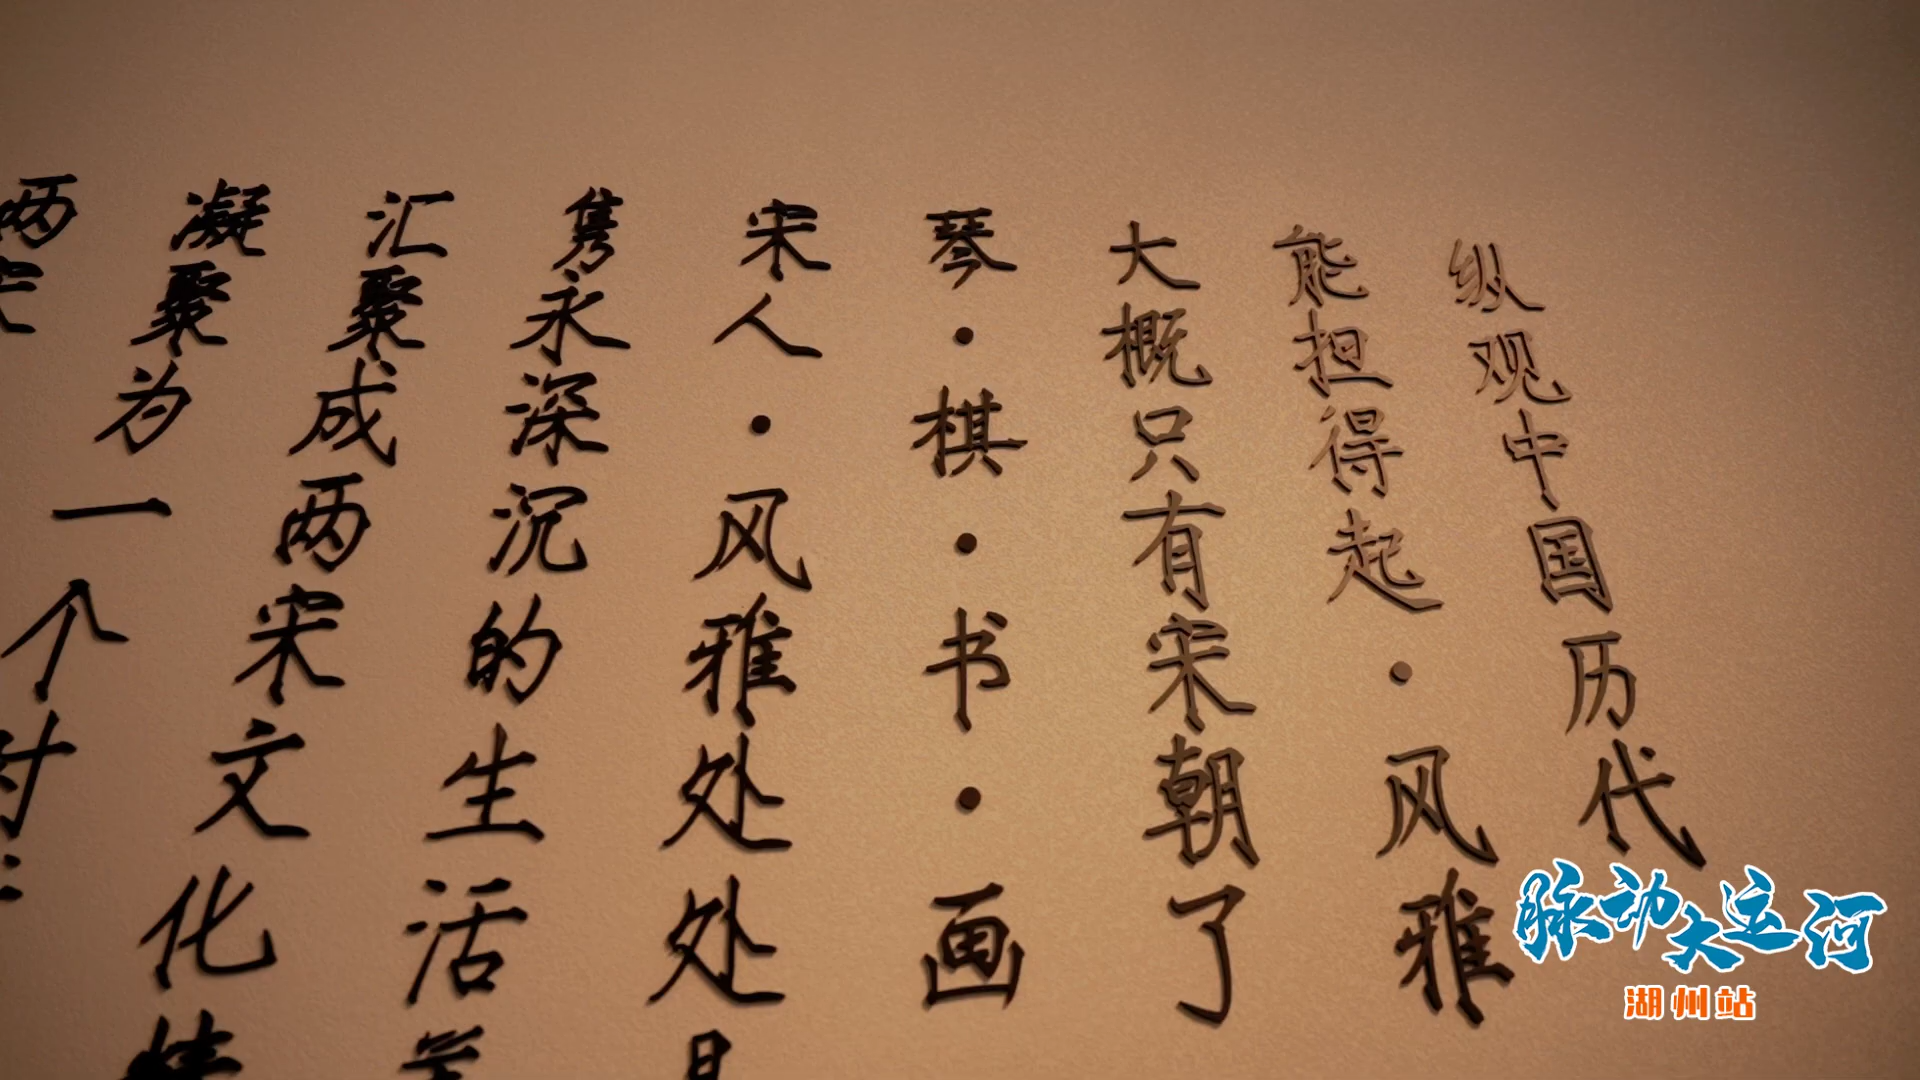 纵观中国历代
能担得起·风雅
大概只有宋朝了
琴·棋·书·画
宋人·风雅处处
隽永深沉的生活
汇聚成两宋文化
凝聚为一个
两宋
脉动大运河
湖州站